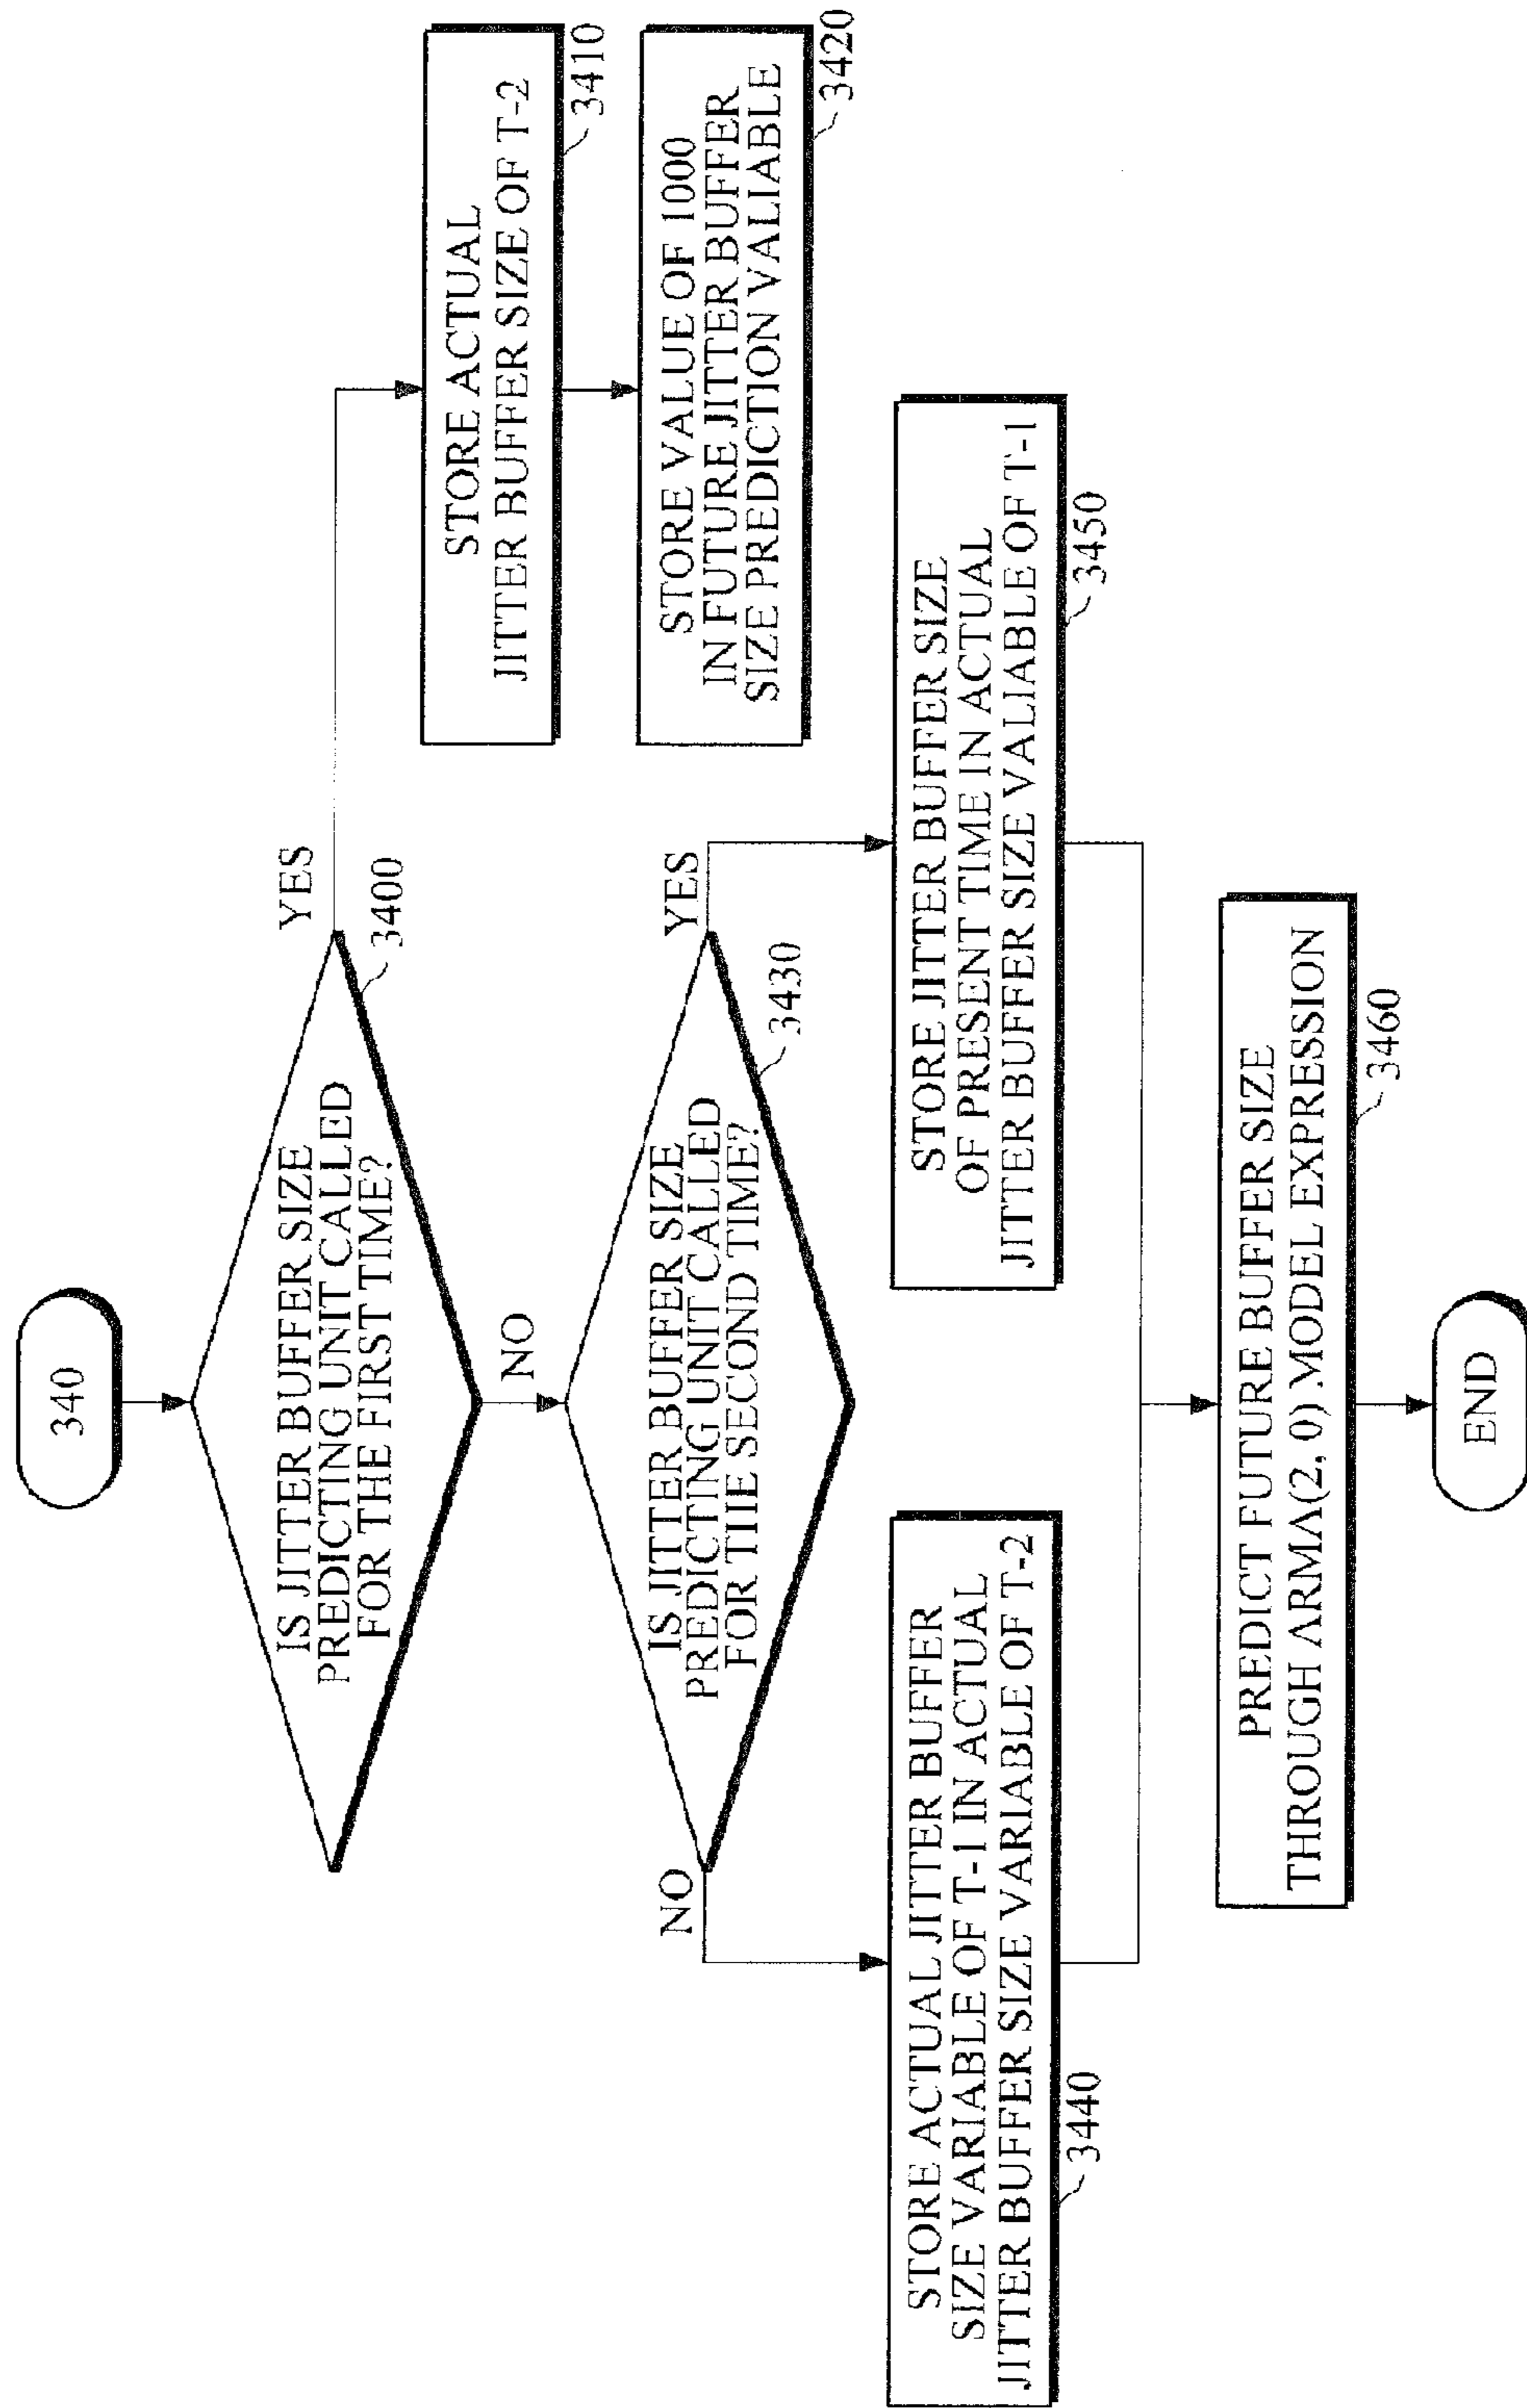 340
IS JITTER BUFFER SIZE
PREDICTING UNIT CALLED
FOR THE FIRST TIME?
3400
YES
NO
STORE ACTUAL
JITTER BUFFER SIZE OF T-2
3410
STORE VALUE OF 1000
IN FUTURE JITTER BUFFER
SIZE PREDICTION VALIABLE
3420
IS JITTER BUFFER SIZE
PREDICTING UNIT CALLED
FOR THE SECOND TIME?
3430
YES
NO
STORE JITTER BUFFER SIZE
OF PRESENT TIME IN ACTUAL
JITTER BUFFER SIZE VALIABLE OF T-1
3450
STORE ACTUAL JITTER BUFFER
SIZE VARIABLE OF T-1 IN ACTUAL
JITTER BUFFER SIZE VARIABLE OF T-2
3440
PREDICT FUTURE BUFFER SIZE
THROUGH ARMA(2, 0) MODEL EXPRESSION
3460
END